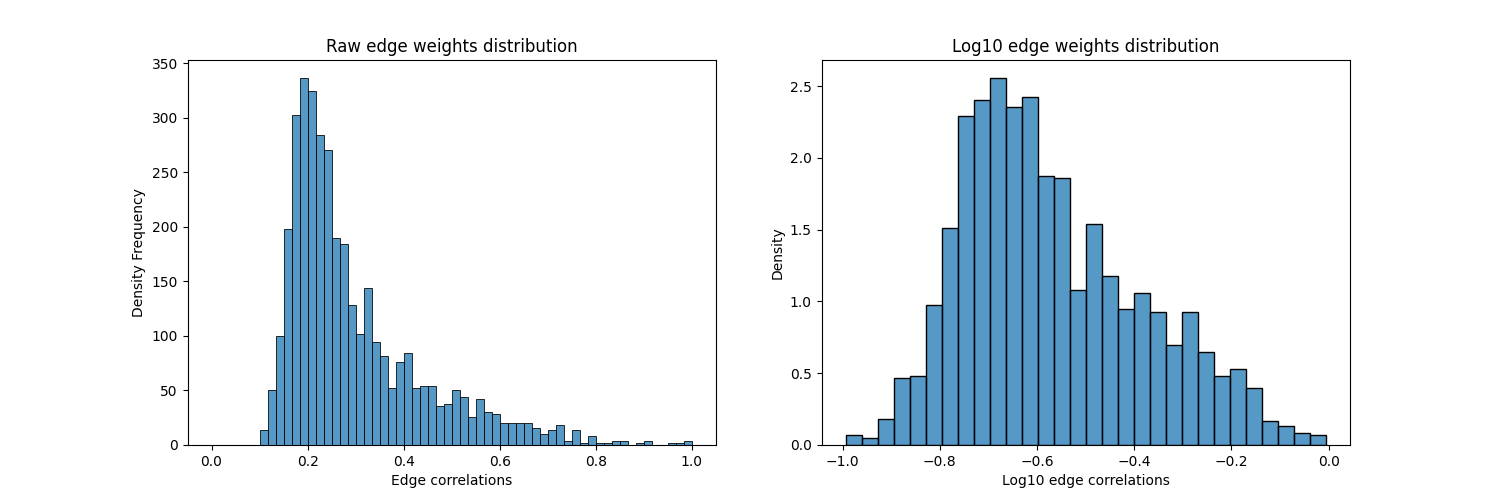 Raw edge weights distribution
Density Frequency
350
300
250
200
150
100
50
0
0.0 0.2 0.4 0.6 0.8 1.0
Edge correlations
Log10 edge weights distribution
Density
2.5
2.0
1.5
1.0
0.5
0.0
−1.0 −0.8 −0.6 −0.4 −0.2 0.0
Log10 edge correlations